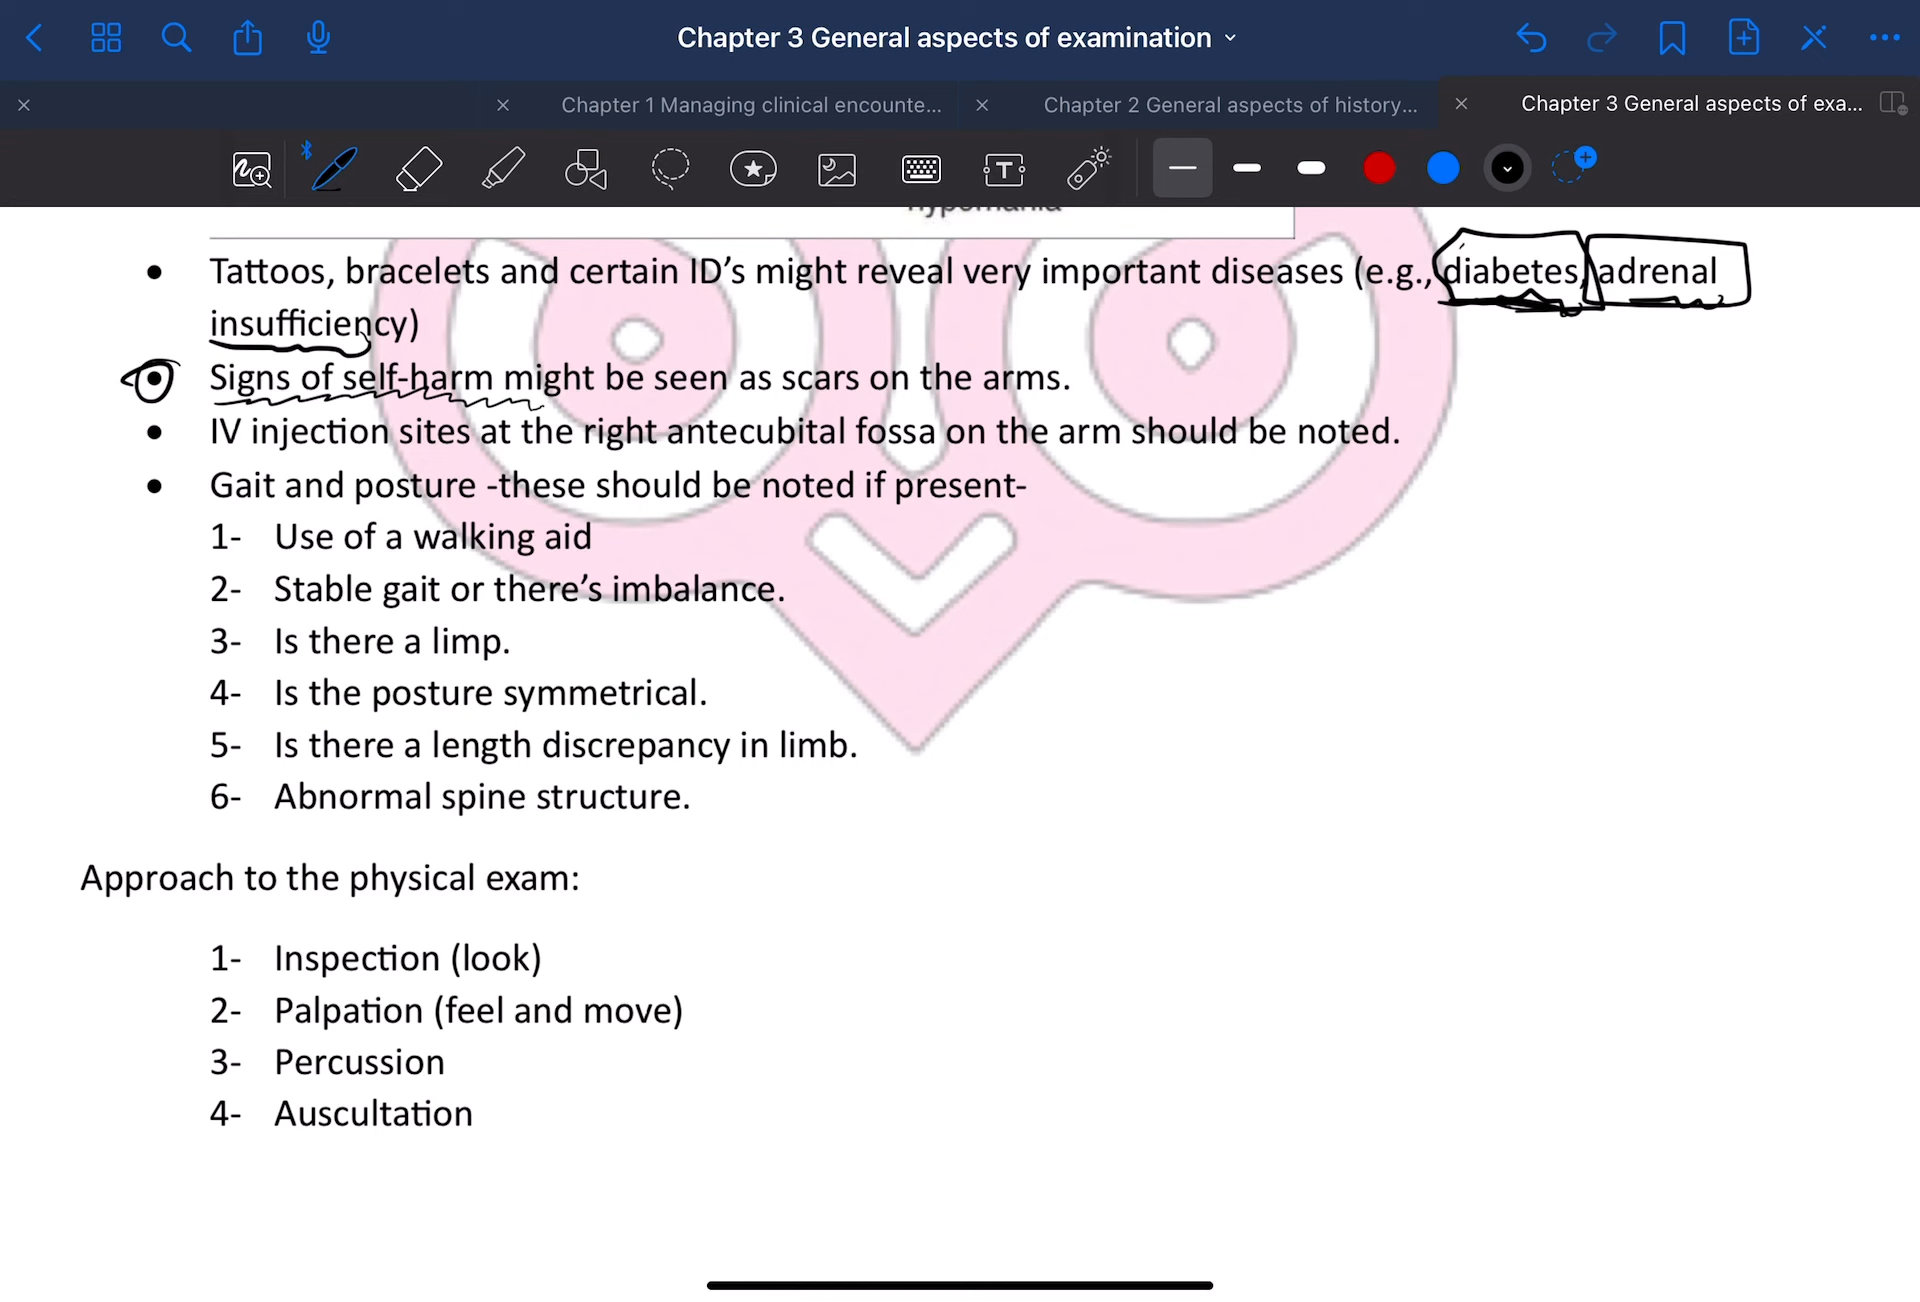 Chapter 3 General aspects of examination
Chapter 1 Managing clinical encounte...
Chapter 2 General aspects of history...
Chapter 3 General aspects of exa...
T
hypomania
Tattoos, bracelets and certain ID’s might reveal very important diseases (e.g., diabetes, adrenal
insufficiency)
Signs of self-harm might be seen as scars on the arms.
IV injection sites at the right antecubital fossa on the arm should be noted.
Gait and posture -these should be noted if present-
1- Use of a walking aid
2- Stable gait or there’s imbalance.
3- Is there a limp.
4- Is the posture symmetrical.
5- Is there a length discrepancy in limb.
6- Abnormal spine structure.
Approach to the physical exam:
1- Inspection (look)
2- Palpation (feel and move)
3- Percussion
4- Auscultation